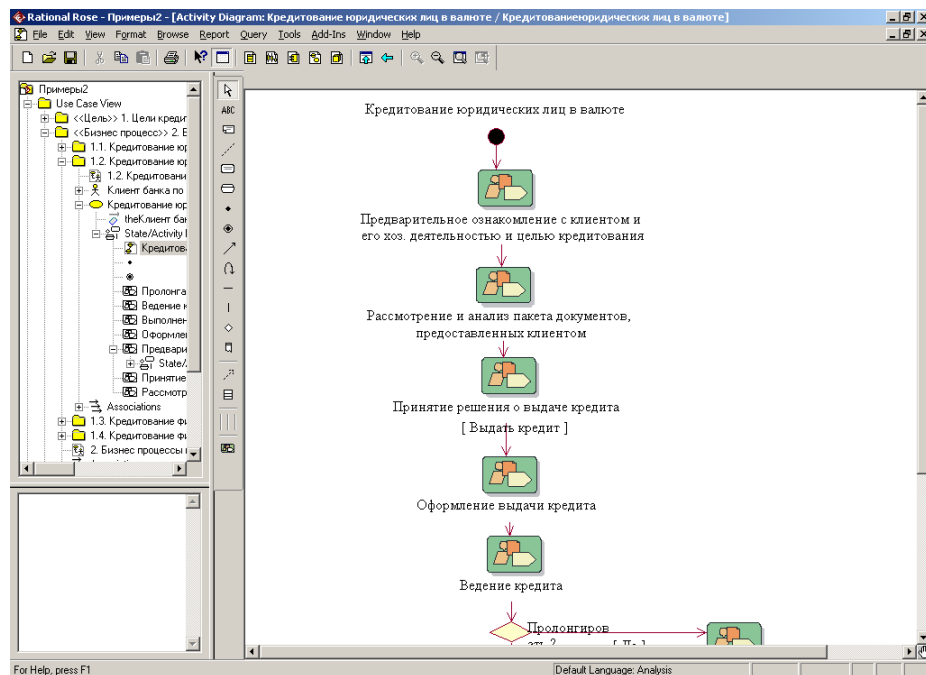 Rational Rose - Примеры2 - [Activity Diagram: Кредитование юридических лиц в валюте / Кредитованиеюридических лиц в валюте]
File Edit View Format Browse Report Query Tools Add-Ins Window Help
Примеры2
Use Case View
<<Цель>> 1. Цели кредит
<<Бизнес процесс>> 2. Б
1.1. Кредитование юр
1.2. Кредитование юр
1.2. Кредитовани
Клиент банка по
Кредитование юр
theКлиент бан
State/Activity
Кредитов
Пролонга
Ведение к
Выполнен
Оформлен
Предвари
State/
Принятие
Рассмотр
Associations
1.3. Кредитование фи
1.4. Кредитование фи
2. Бизнес процессы
ABC
Кредитование юридических лиц в валюте
Предварительное ознакомление с клиентом и
его хоз. деятельностью и целью кредитования
Рассмотрение и анализ пакета документов,
предоставленных клиентом
Принятие решения о выдаче кредита
[ Выдать кредит ]
Оформление выдачи кредита
Ведение кредита
Пролонгиров
ать ? [ Да ]
For Help, press F1
Default Language: Analysis